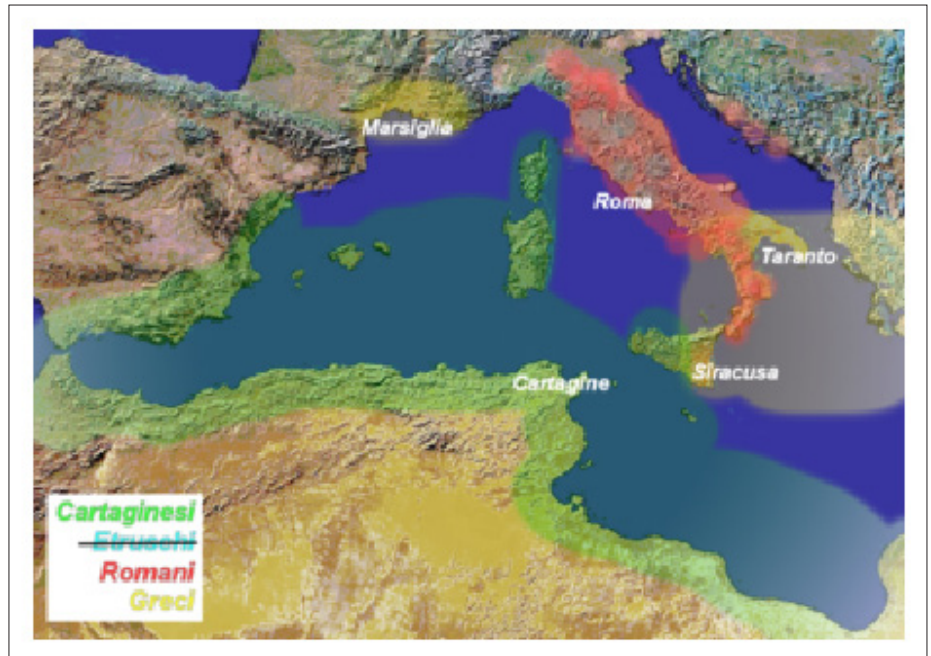 Marsiglia
Roma
Taranto
Siracusa
Cartagine
Cartaginesi
Etruschi
Romani
Greci